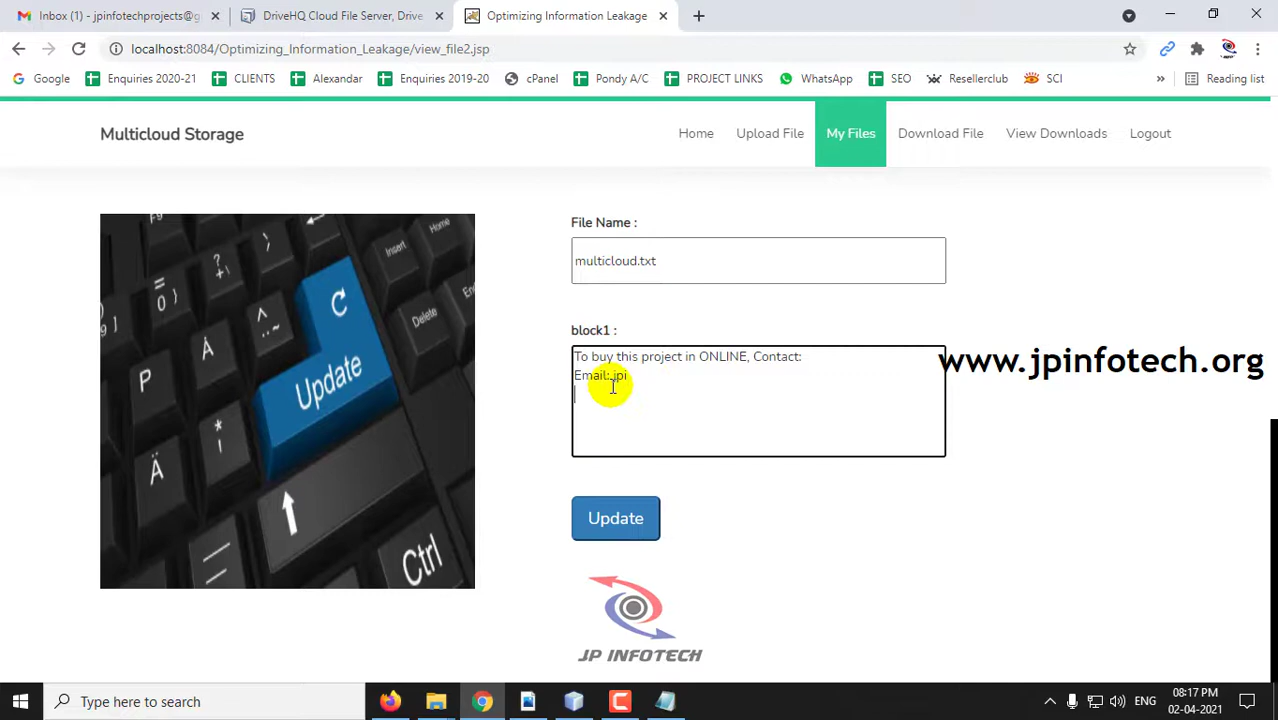 Inbox (1) - jpinfotechprojects@g
DriveHQ Cloud File Server, Drive
Optimizing Information Leakage
localhost:8084/Optimizing_Information_Leakage/view_file2.jsp
Google
Enquiries 2020-21
CLIENTS
Alexandar
Enquiries 2019-20
cPanel
Pondy A/C
PROJECT LINKS
WhatsApp
SEO
Resellerclub
SCI
»
Reading list
Multicloud Storage
Home
Upload File
My Files
Download File
View Downloads
Logout
File Name :
multicloud.txt
block1 :
To buy this project in ONLINE, Contact:
Email: jpi
www.jpinfotech.org
Update
JP INFOTECH
Home
Insert
Delete
Update
P
Ctrl
Type here to search
ENG
08:17 PM
02-04-2021